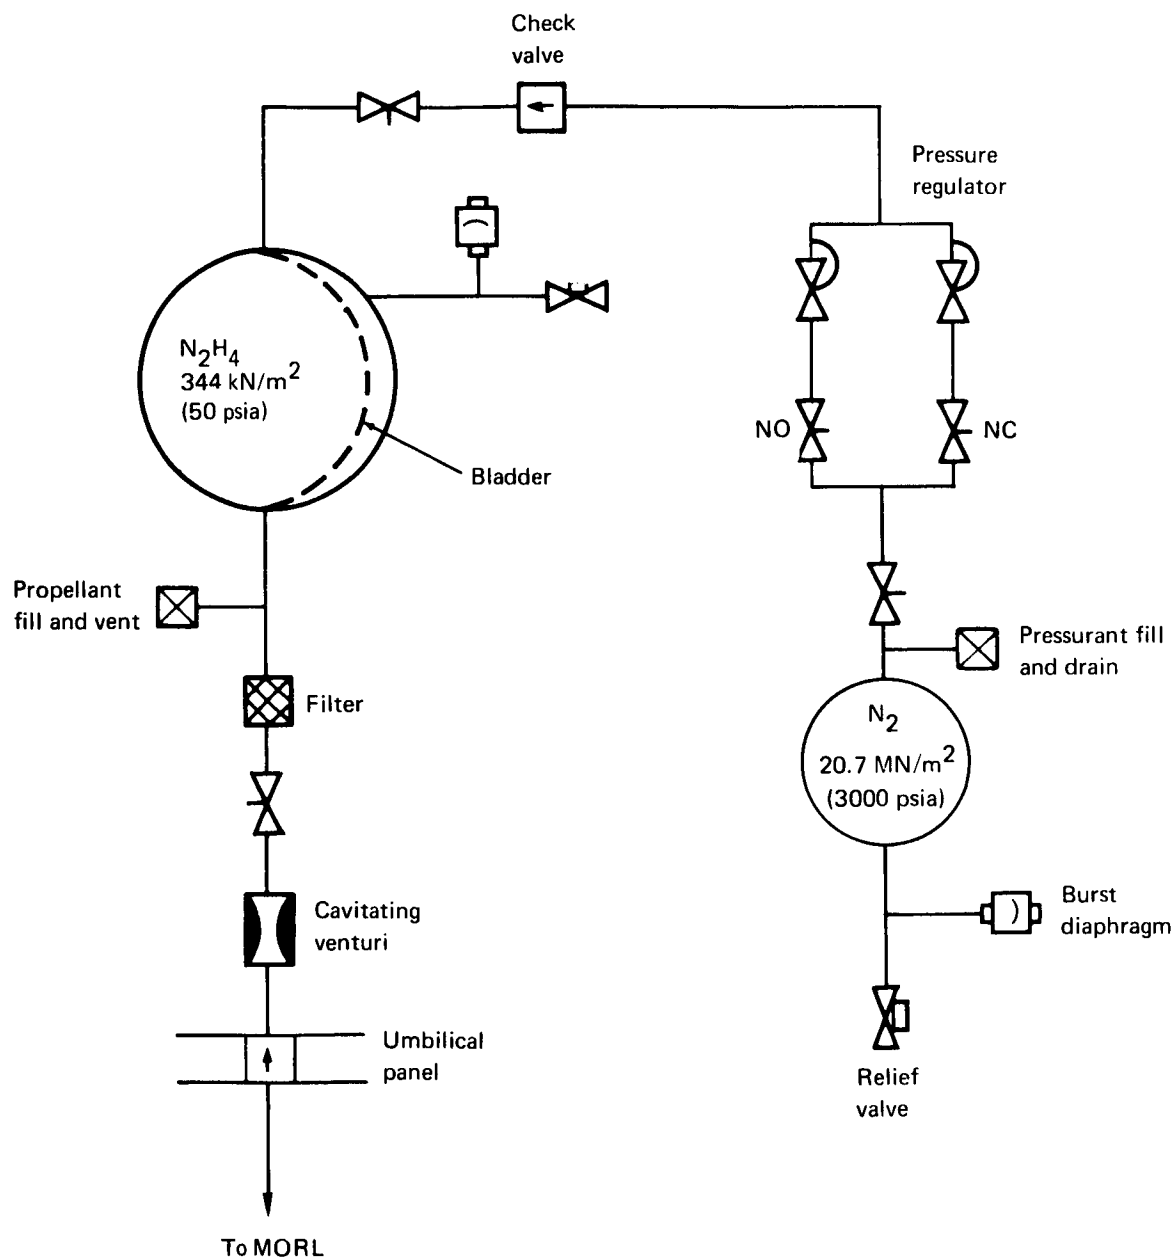 Check
valve
Pressure
regulator
N₂H₄
344 kN/m²
(50 psia)
NO
NC
Bladder
Propellant
fill and vent
Pressurant fill
and drain
Filter
N₂
20.7 MN/m²
(3000 psia)
Cavitating
venturi
Burst
diaphragm
Umbilical
panel
Relief
valve
To MORL